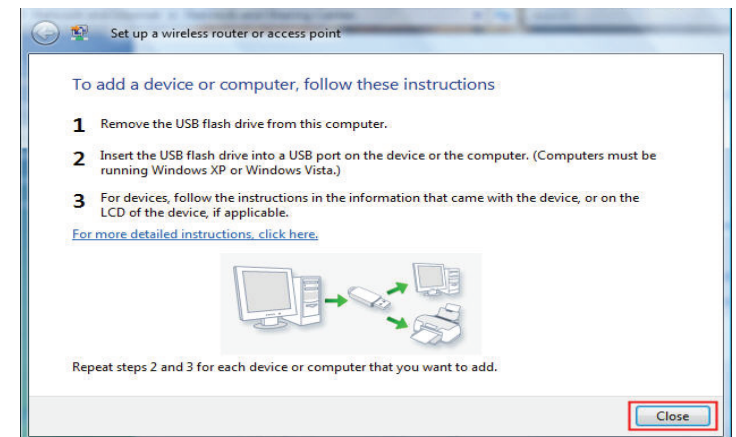 Set up a wireless router or access point
To add a device or computer, follow these instructions
1 Remove the USB flash drive from this computer.
2 Insert the USB flash drive into a USB port on the device or the computer. (Computers must be
running Windows XP or Windows Vista.)
3 For devices, follow the instructions in the information that came with the device, or on the
LCD of the device, if applicable.
For more detailed instructions, click here.
Repeat steps 2 and 3 for each device or computer that you want to add.
Close